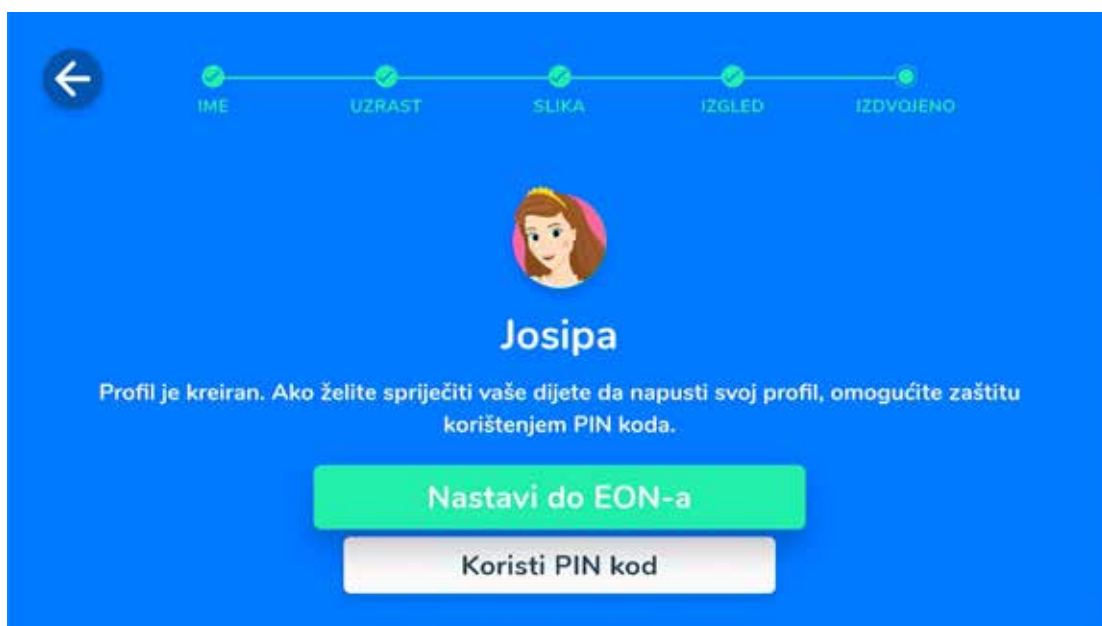 IME UZRAST SLIKA IZGLED IZDVOJENO
Josipa
Profil je kreiran. Ako želite spriječiti vaše dijete da napusti svoj profil, omogućite zaštitu
korištenjem PIN koda.
Nastavi do EON-a
Koristi PIN kod